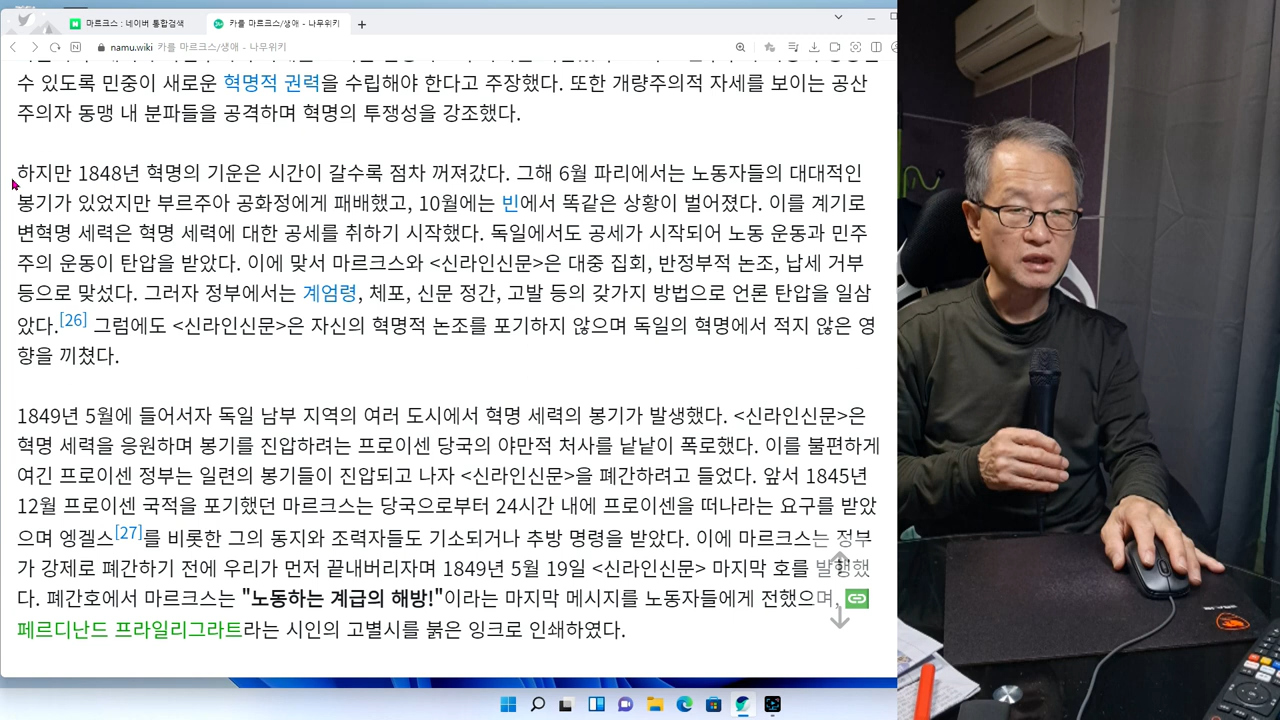 마르크스 : 네이버 통합검색
카를 마르크스/생애 - 나무위키
namu.wiki 카를 마르크스/생애 - 나무위키
수 있도록 민중이 새로운 혁명적 권력을 수립해야 한다고 주장했다. 또한 개량주의적 자세를 보이는 공산
주의자 동맹 내 분파들을 공격하며 혁명의 투쟁성을 강조했다.
하지만 1848년 혁명의 기운은 시간이 갈수록 점차 꺼져갔다. 그해 6월 파리에서는 노동자들의 대대적인
봉기가 있었지만 부르주아 공화정에게 패배했고, 10월에는 빈에서 똑같은 상황이 벌어졌다. 이를 계기로
변혁명 세력은 혁명 세력에 대한 공세를 취하기 시작했다. 독일에서도 공세가 시작되어 노동 운동과 민주
주의 운동이 탄압을 받았다. 이에 맞서 마르크스와 <신라인신문>은 대중 집회, 반정부적 논조, 납세 거부
등으로 맞섰다. 그러자 정부에서는 계엄령, 체포, 신문 정간, 고발 등의 갖가지 방법으로 언론 탄압을 일삼
았다.[26] 그럼에도 <신라인신문>은 자신의 혁명적 논조를 포기하지 않으며 독일의 혁명에서 적지 않은 영
향을 끼쳤다.
1849년 5월에 들어서자 독일 남부 지역의 여러 도시에서 혁명 세력의 봉기가 발생했다. <신라인신문>은
혁명 세력을 응원하며 봉기를 진압하려는 프로이센 당국의 야만적 처사를 낱낱이 폭로했다. 이를 불편하게
여긴 프로이센 정부는 일련의 봉기들이 진압되고 나자 <신라인신문>을 폐간하려고 들었다. 앞서 1845년
12월 프로이센 국적을 포기했던 마르크스는 당국으로부터 24시간 내에 프로이센을 떠나라는 요구를 받았
으며 엥겔스[27]를 비롯한 그의 동지와 조력자들도 기소되거나 추방 명령을 받았다. 이에 마르크스는 정부
가 강제로 폐간하기 전에 우리가 먼저 끝내버리자며 1849년 5월 19일 <신라인신문> 마지막 호를 발행했
다. 폐간호에서 마르크스는 "노동하는 계급의 해방!"이라는 마지막 메시지를 노동자들에게 전했으며,
페르디난드 프라일리그라트라는 시인의 고별시를 붉은 잉크로 인쇄하였다.